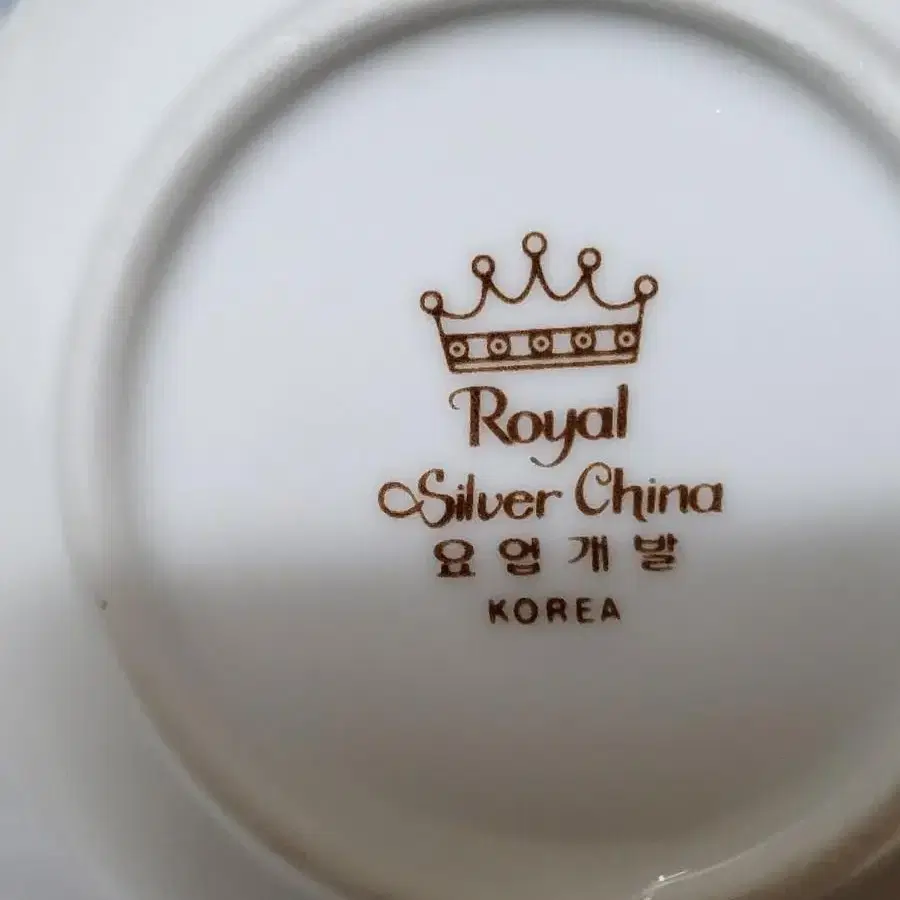 Royal
Silver China
요업개발
KOREA